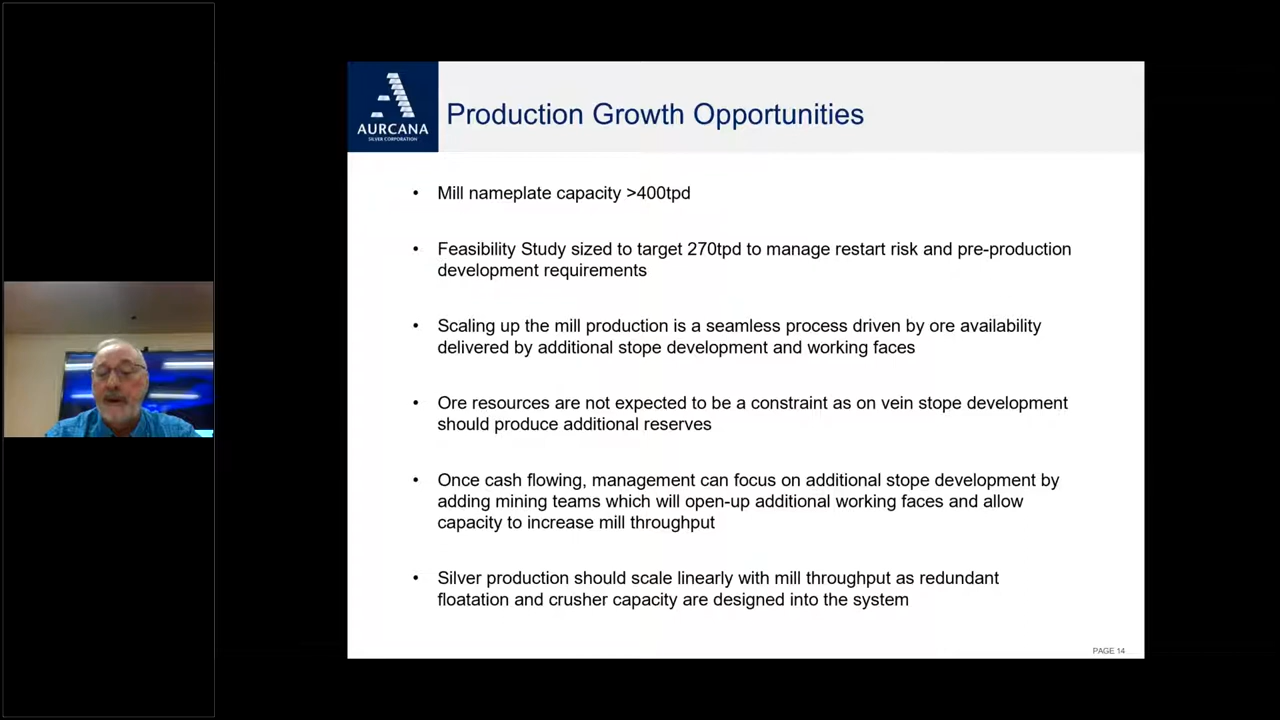 AURCANA
SILVER CORPORATION
Production Growth Opportunities
• Mill nameplate capacity >400tpd
• Feasibility Study sized to target 270tpd to manage restart risk and pre-production
development requirements
• Scaling up the mill production is a seamless process driven by ore availability
delivered by additional stope development and working faces
• Ore resources are not expected to be a constraint as on vein stope development
should produce additional reserves
• Once cash flowing, management can focus on additional stope development by
adding mining teams which will open-up additional working faces and allow
capacity to increase mill throughput
• Silver production should scale linearly with mill throughput as redundant
floatation and crusher capacity are designed into the system
PAGE 14